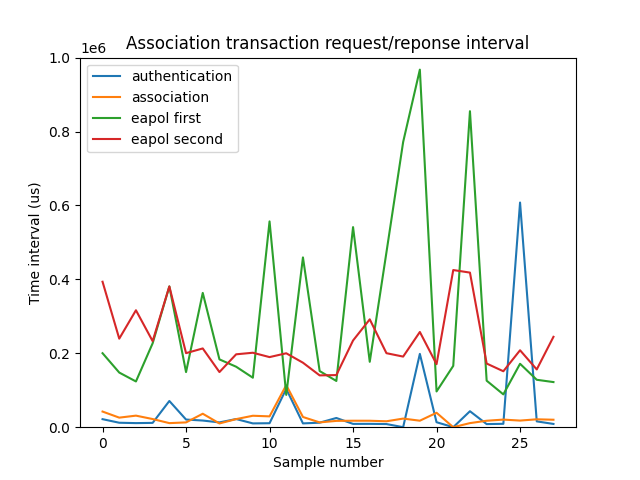 Association transaction request/reponse interval
1e6
authentication
association
eapol first
eapol second
Time interval (us)
1.0
0.8
0.6
0.4
0.2
0.0
0 5 10 15 20 25
Sample number